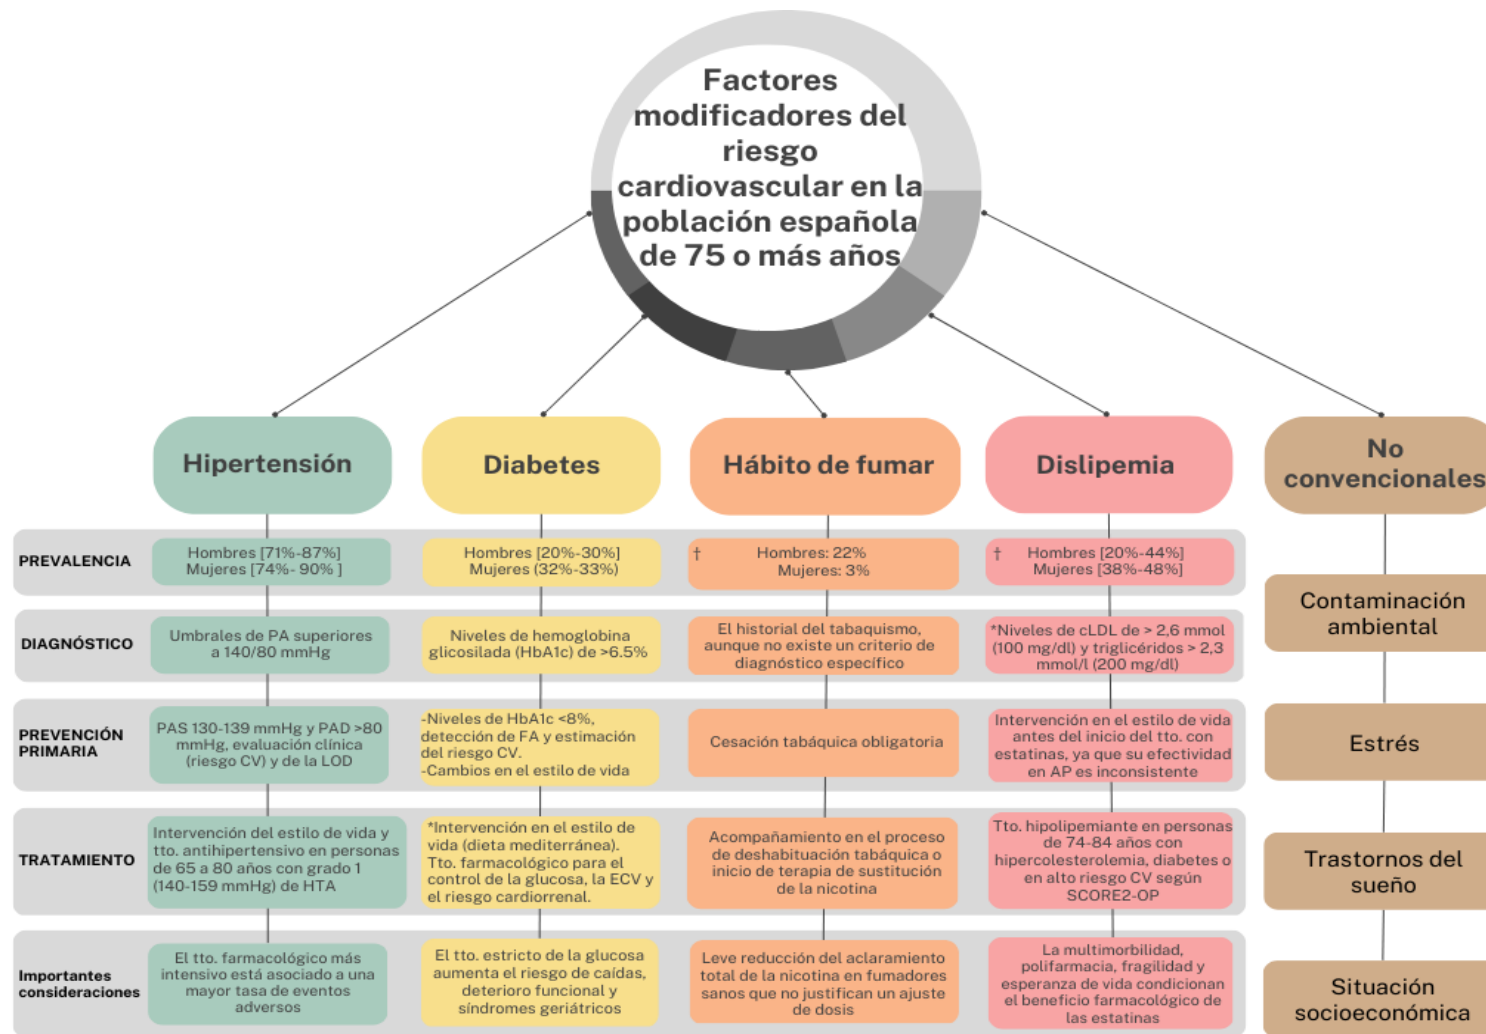 Factores
modificadores del
riesgo
cardiovascular en la
población española
de 75 o más años
Hipertensión
Diabetes
Hábito de fumar
Dislipemia
No
convencionales
PREVALENCIA
Hombres [71%-87%]
Mujeres [74%- 90% ]
Hombres [20%-30%]
Mujeres (32%-33%)
† Hombres: 22%
Mujeres: 3%
† Hombres [20%-44%]
Mujeres [38%-48%]
DIAGNÓSTICO
Umbrales de PA superiores
a 140/80 mmHg
Niveles de hemoglobina
glicosilada (HbA1c) de >6.5%
El historial del tabaquismo,
aunque no existe un criterio de
diagnóstico específico
*Niveles de cLDL de > 2,6 mmol
(100 mg/dl) y triglicéridos > 2,3
mmol/l (200 mg/dl)
Contaminación
ambiental
PREVENCIÓN
PRIMARIA
PAS 130-139 mmHg y PAD >80
mmHg, evaluación clínica
(riesgo CV) y de la LOD
-Niveles de HbA1c <8%,
detección de FA y estimación
del riesgo CV.
-Cambios en el estilo de vida
Cesación tabáquica obligatoria
Intervención en el estilo de vida
antes del inicio del tto. con
estatinas, ya que su efectividad
en AP es inconsistente
Estrés
TRATAMIENTO
Intervención del estilo de vida y
tto. antihipertensivo en personas
de 65 a 80 años con grado 1
(140-159 mmHg) de HTA
*Intervención en el estilo de
vida (dieta mediterránea).
Tto. farmacológico para el
control de la glucosa, la ECV y
el riesgo cardiorrenal.
Acompañamiento en el proceso
de deshabituación tabáquica o
inicio de terapia de sustitución
de la nicotina
Tto. hipolipemiante en personas
de 74-84 años con
hipercolesterolemia, diabetes o
en alto riesgo CV según
SCORE2-OP
Trastornos del
sueño
Importantes
consideraciones
El tto. farmacológico más
intensivo está asociado a una
mayor tasa de eventos
adversos
El tto. estricto de la glucosa
aumenta el riesgo de caídas,
deterioro funcional y
síndromes geriátricos
Leve reducción del aclaramiento
total de la nicotina en fumadores
sanos que no justifican un ajuste
de dosis
La multimorbilidad,
polifarmacia, fragilidad y
esperanza de vida condicionan
el beneficio farmacológico de
las estatinas
Situación
socioeconómica